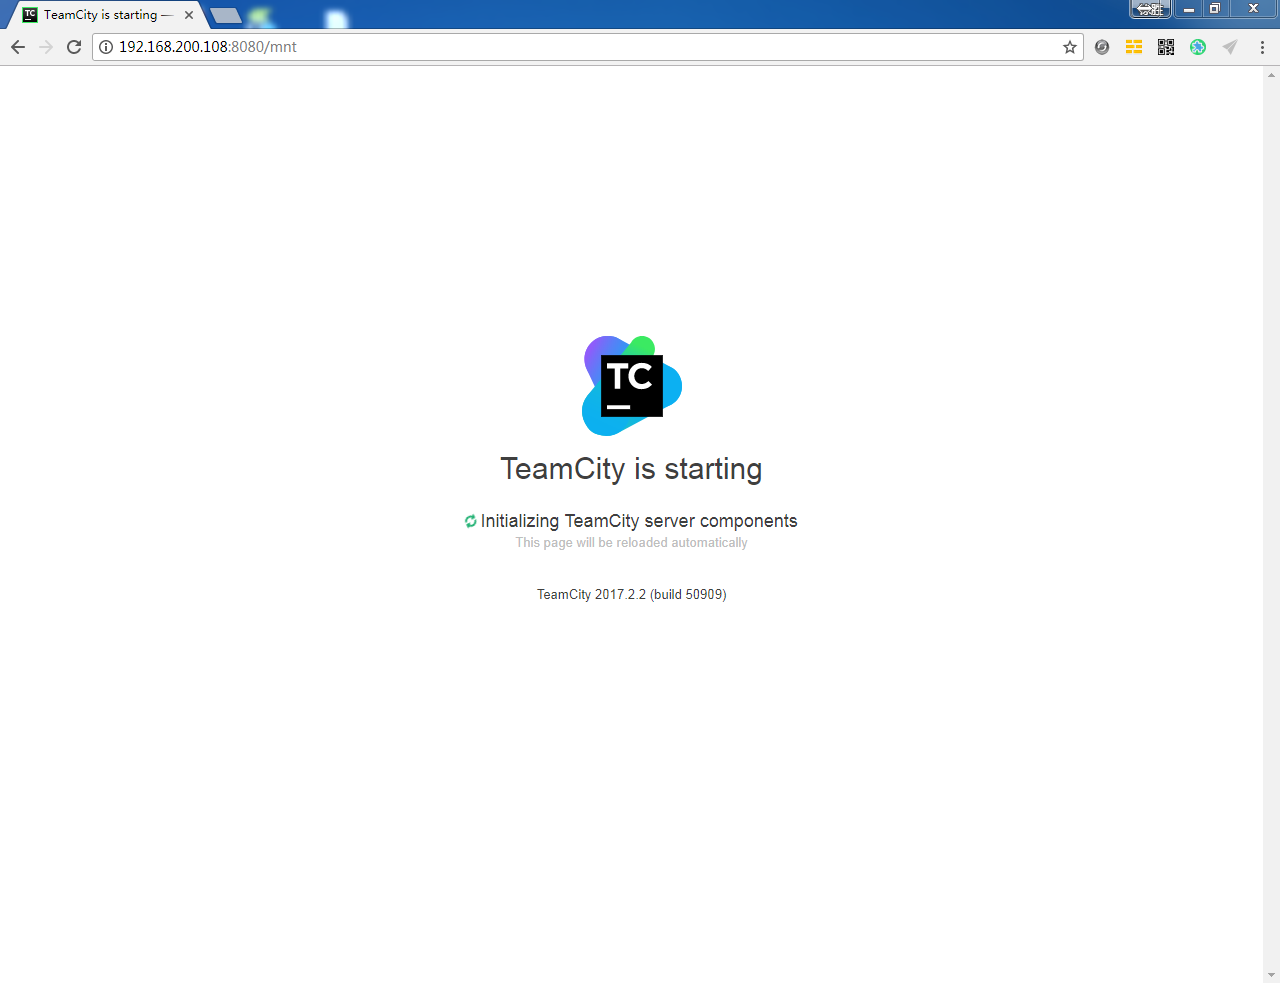 TeamCity is starting —
192.168.200.108:8080/mnt
TC
TeamCity is starting
Initializing TeamCity server components
This page will be reloaded automatically
TeamCity 2017.2.2 (build 50909)